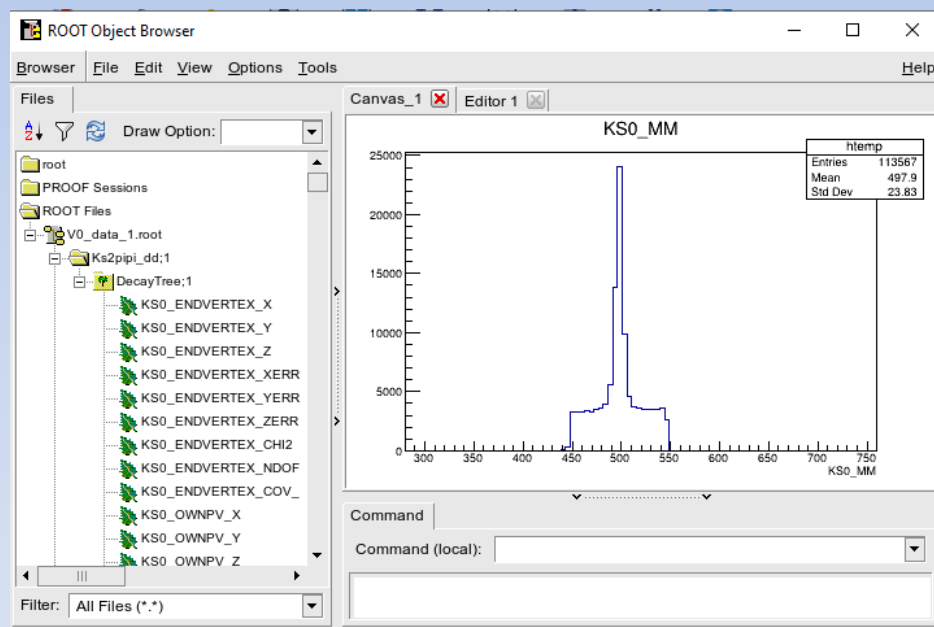 ROOT Object Browser
Browser File Edit View Options Tools Help
Files
Draw Option:
root
PROOF Sessions
ROOT Files
V0_data_1.root
Ks2pipi_dd;1
DecayTree;1
KS0_ENDVERTEX_X
KS0_ENDVERTEX_Y
KS0_ENDVERTEX_Z
KS0_ENDVERTEX_XERR
KS0_ENDVERTEX_YERR
KS0_ENDVERTEX_ZERR
KS0_ENDVERTEX_CHI2
KS0_ENDVERTEX_NDOF
KS0_ENDVERTEX_COV_
KS0_OWNPV_X
KS0_OWNPV_Y
KS0_OWNPV_Z
Filter: All Files (*.*)
Canvas_1 Editor 1
KS0_MM
htemp
Entries 113567
Mean 497.9
Std Dev 23.83
25000
20000
15000
10000
5000
0
300 350 400 450 500 550 600 650 700 750
KS0_MM
Command
Command (local):